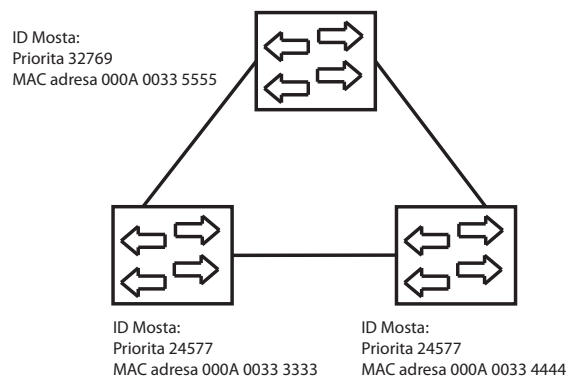 ID Mosta:
Priorita 32769
MAC adresa 000A 0033 5555
ID Mosta:
Priorita 24577
MAC adresa 000A 0033 3333
ID Mosta:
Priorita 24577
MAC adresa 000A 0033 4444